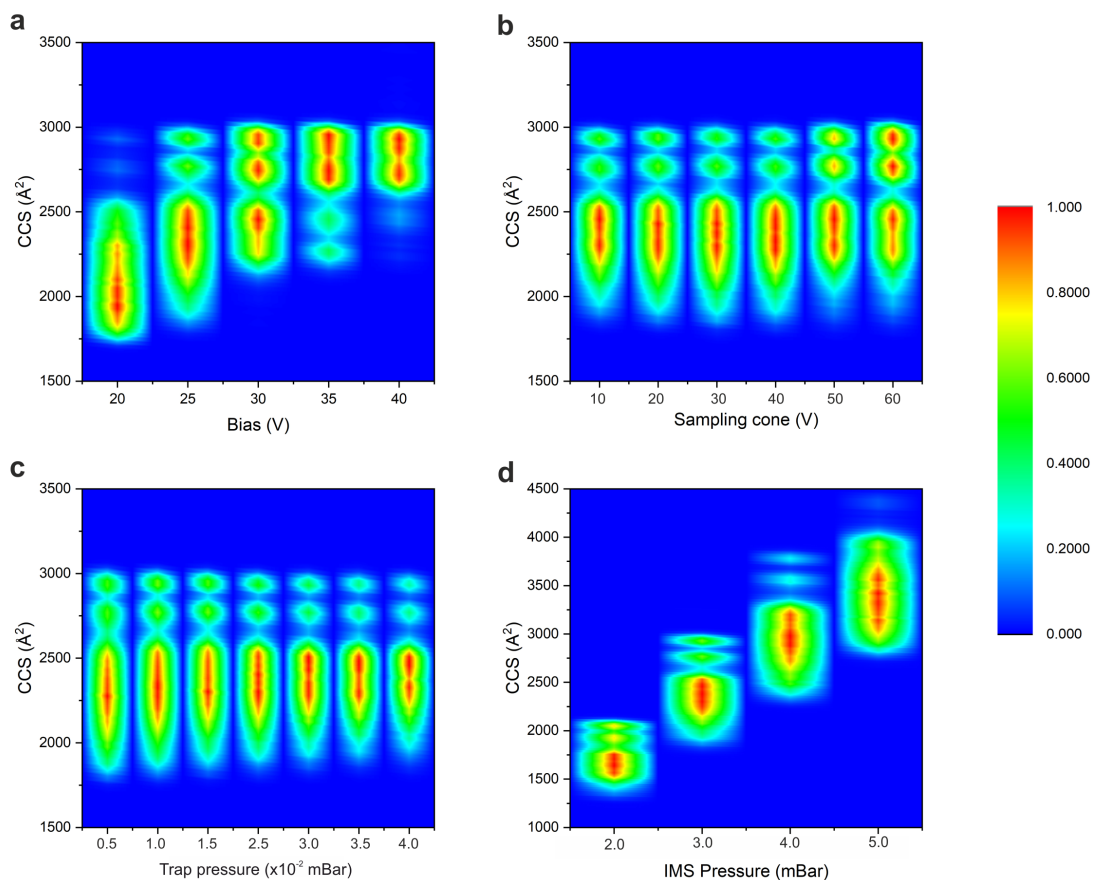 a
3500
3000
2500
2000
1500
CCS (Å²)
20 25 30 35 40
Bias (V)
b
3500
3000
2500
2000
1500
CCS (Å²)
10 20 30 40 50 60
Sampling cone (V)
1.000
0.8000
0.6000
0.4000
0.2000
0.000
c
3500
3000
2500
2000
1500
CCS (Å²)
0.5 1.0 1.5 2.5 3.0 3.5 4.0
Trap pressure (x10⁻² mBar)
d
4500
4000
3500
3000
2500
2000
1500
1000
CCS (Å²)
2.0 3.0 4.0 5.0
IMS Pressure (mBar)